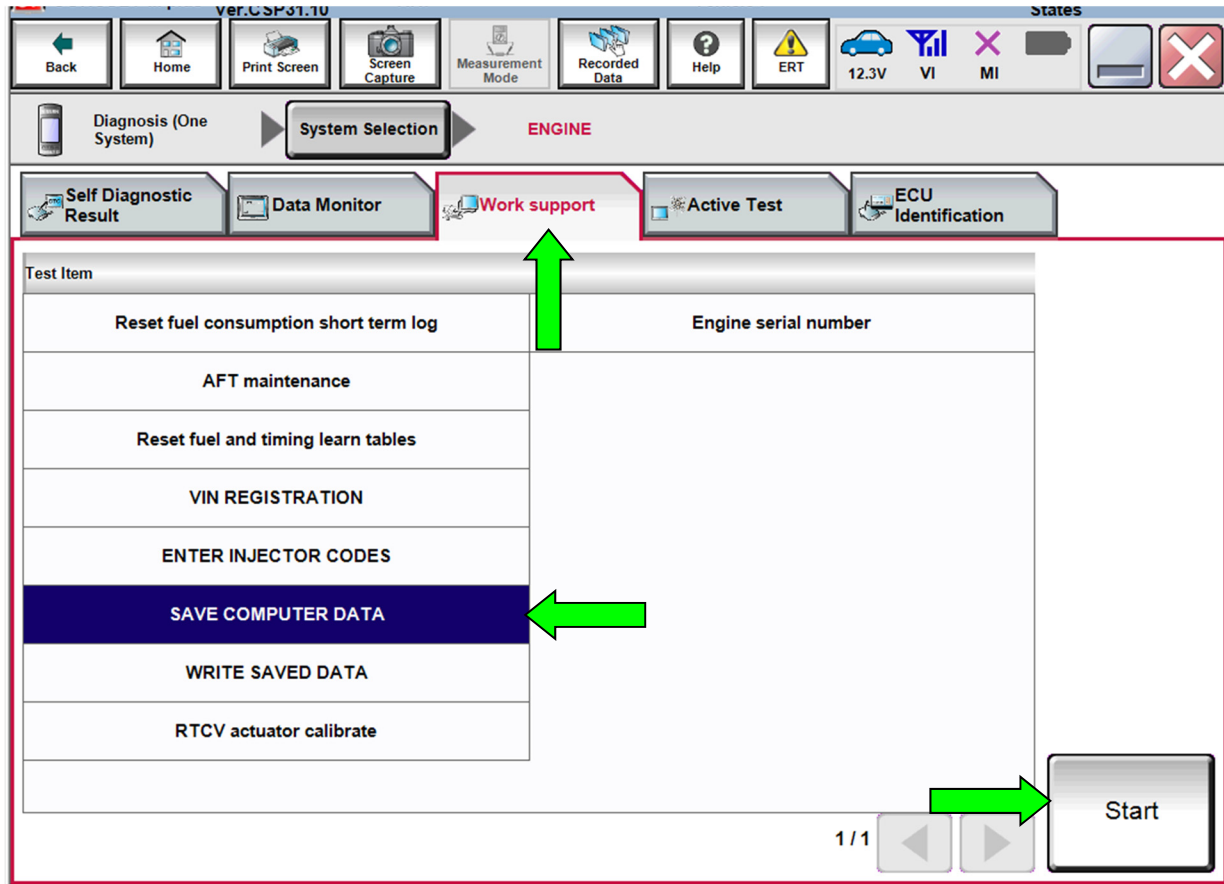 Ver.CSP31.10
States
Back
Home
Print Screen
Screen
Capture
Measurement
Mode
Recorded
Data
Help
ERT
12.3V
VI
MI
Diagnosis (One
System)
System Selection
ENGINE
Self Diagnostic
Result
Data Monitor
Work support
Active Test
ECU
Identification
Test Item
Reset fuel consumption short term log
Engine serial number
AFT maintenance
Reset fuel and timing learn tables
VIN REGISTRATION
ENTER INJECTOR CODES
SAVE COMPUTER DATA
WRITE SAVED DATA
RTCV actuator calibrate
Start
1/1